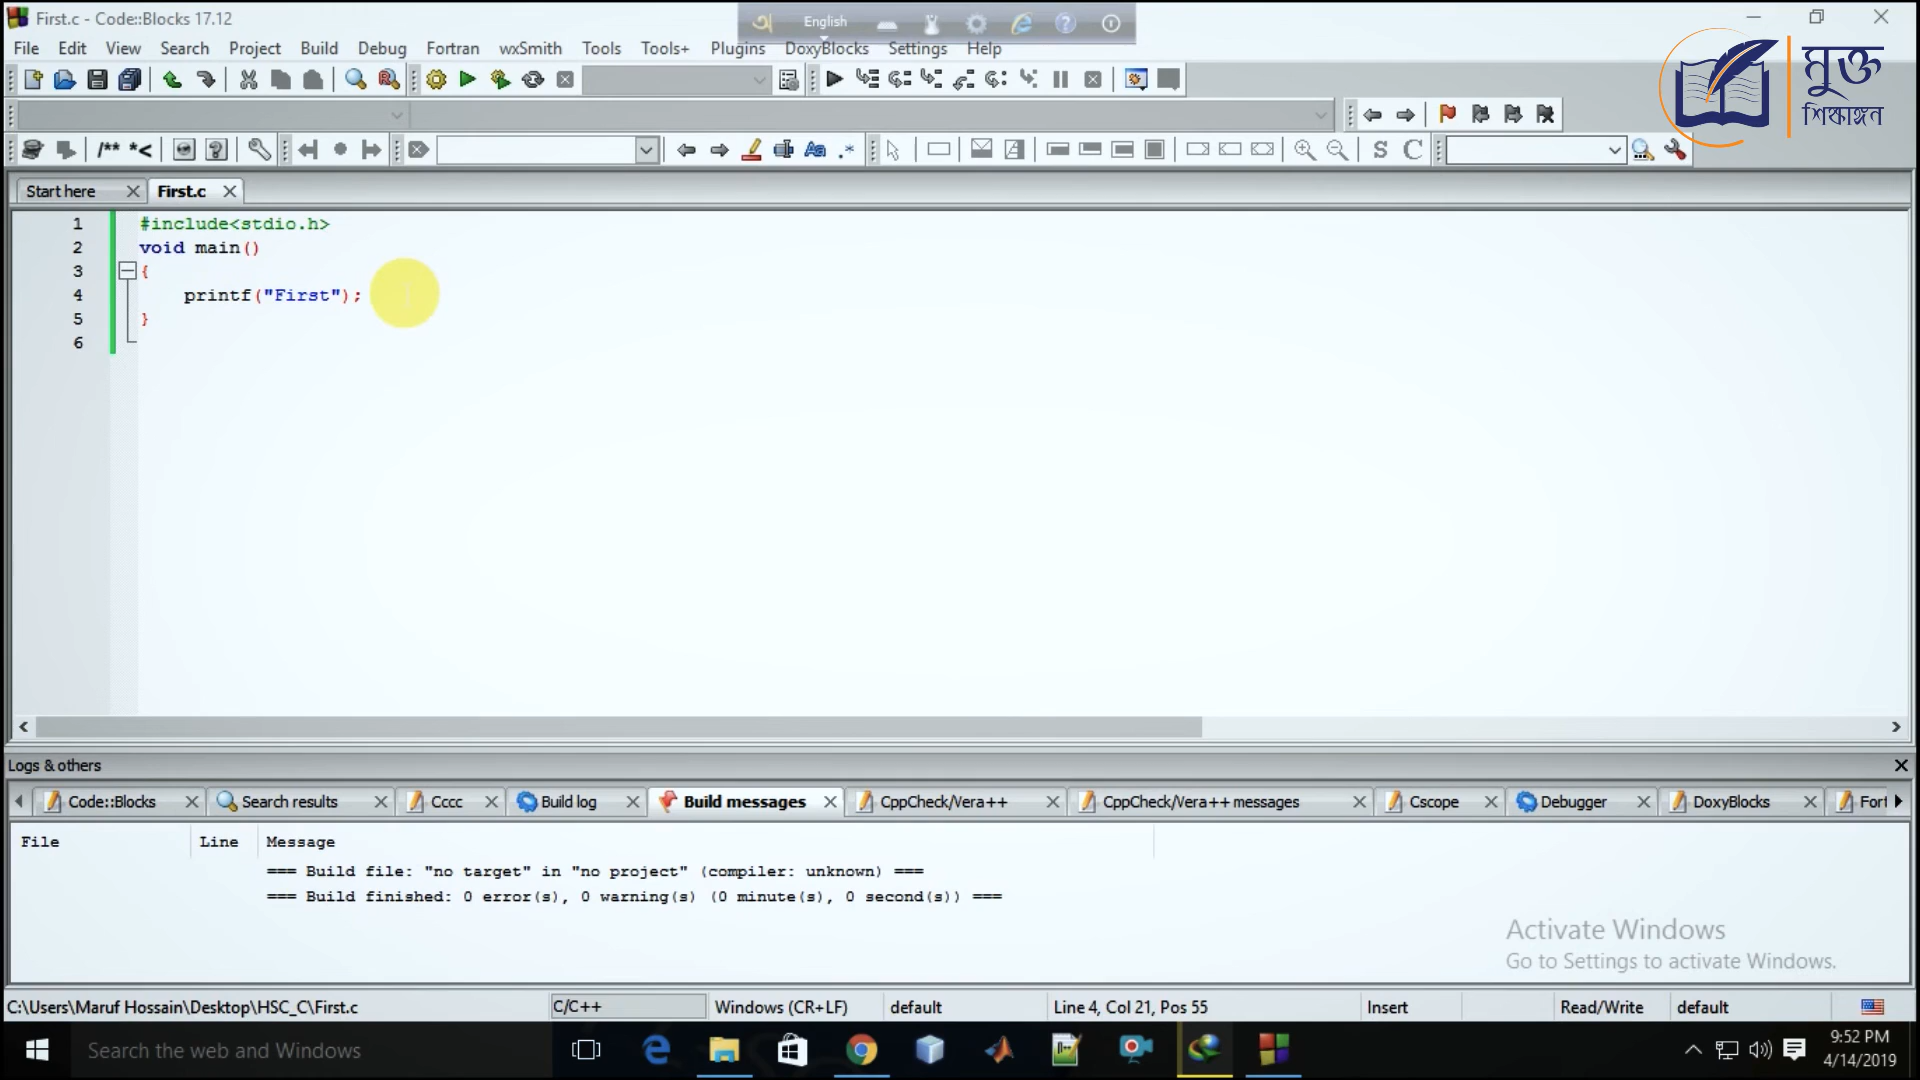 First.c - Code::Blocks 17.12
English
File Edit View Search Project Build Debug Fortran wxSmith Tools Tools+ Plugins DoxyBlocks Settings Help
মুক্ত
শিক্ষাঙ্গন
/** *<
S C
Start here First.c
1 #include<stdio.h>
2 void main()
3 {
4 printf("First");
5 }
6
Logs & others
Code::Blocks Search results Cccc Build log Build messages CppCheck/Vera++ CppCheck/Vera++ messages Cscope Debugger DoxyBlocks Fort
File Line Message
=== Build file: "no target" in "no project" (compiler: unknown) ===
=== Build finished: 0 error(s), 0 warning(s) (0 minute(s), 0 second(s)) ===
Activate Windows
Go to Settings to activate Windows.
C:\Users\Maruf Hossain\Desktop\HSC_C\First.c C/C++ Windows (CR+LF) default Line 4, Col 21, Pos 55 Insert Read/Write default
Search the web and Windows
9:52 PM
4/14/2019